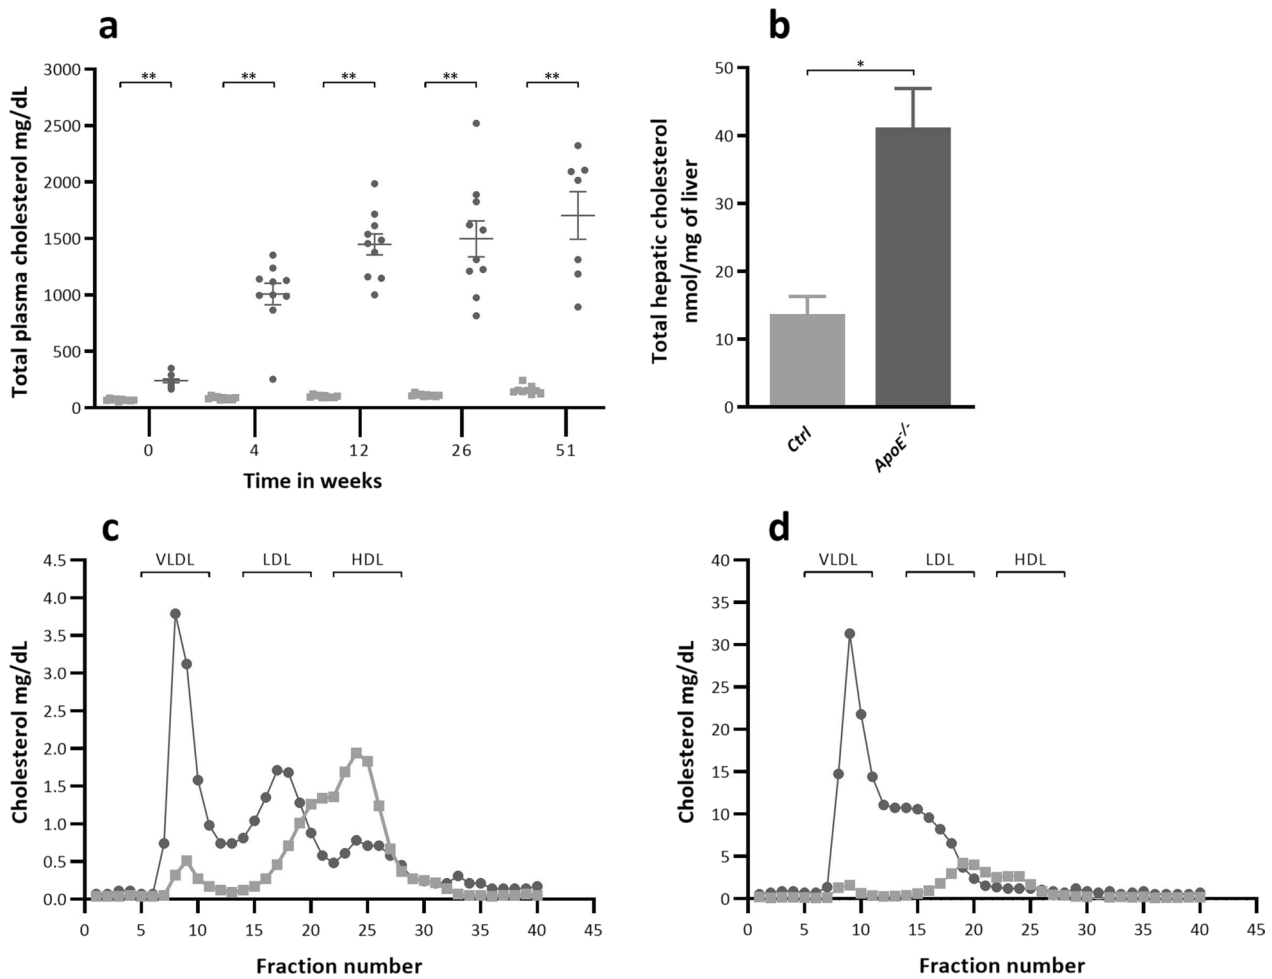 a
3000
2500
2000
1500
1000
500
0
Total plasma cholesterol mg/dL
** ** ** ** **
0 4 12 26 51
Time in weeks
b
50
40
30
20
10
0
Total hepatic cholesterol
nmol/mg of liver
*
Ctrl
ApoE-/-
c
4.5
4.0
3.5
3.0
2.5
2.0
1.5
1.0
0.5
0.0
Cholesterol mg/dL
VLDL LDL HDL
0 5 10 15 20 25 30 35 40 45
Fraction number
d
40
35
30
25
20
15
10
5
0
Cholesterol mg/dL
VLDL LDL HDL
0 5 10 15 20 25 30 35 40 45
Fraction number